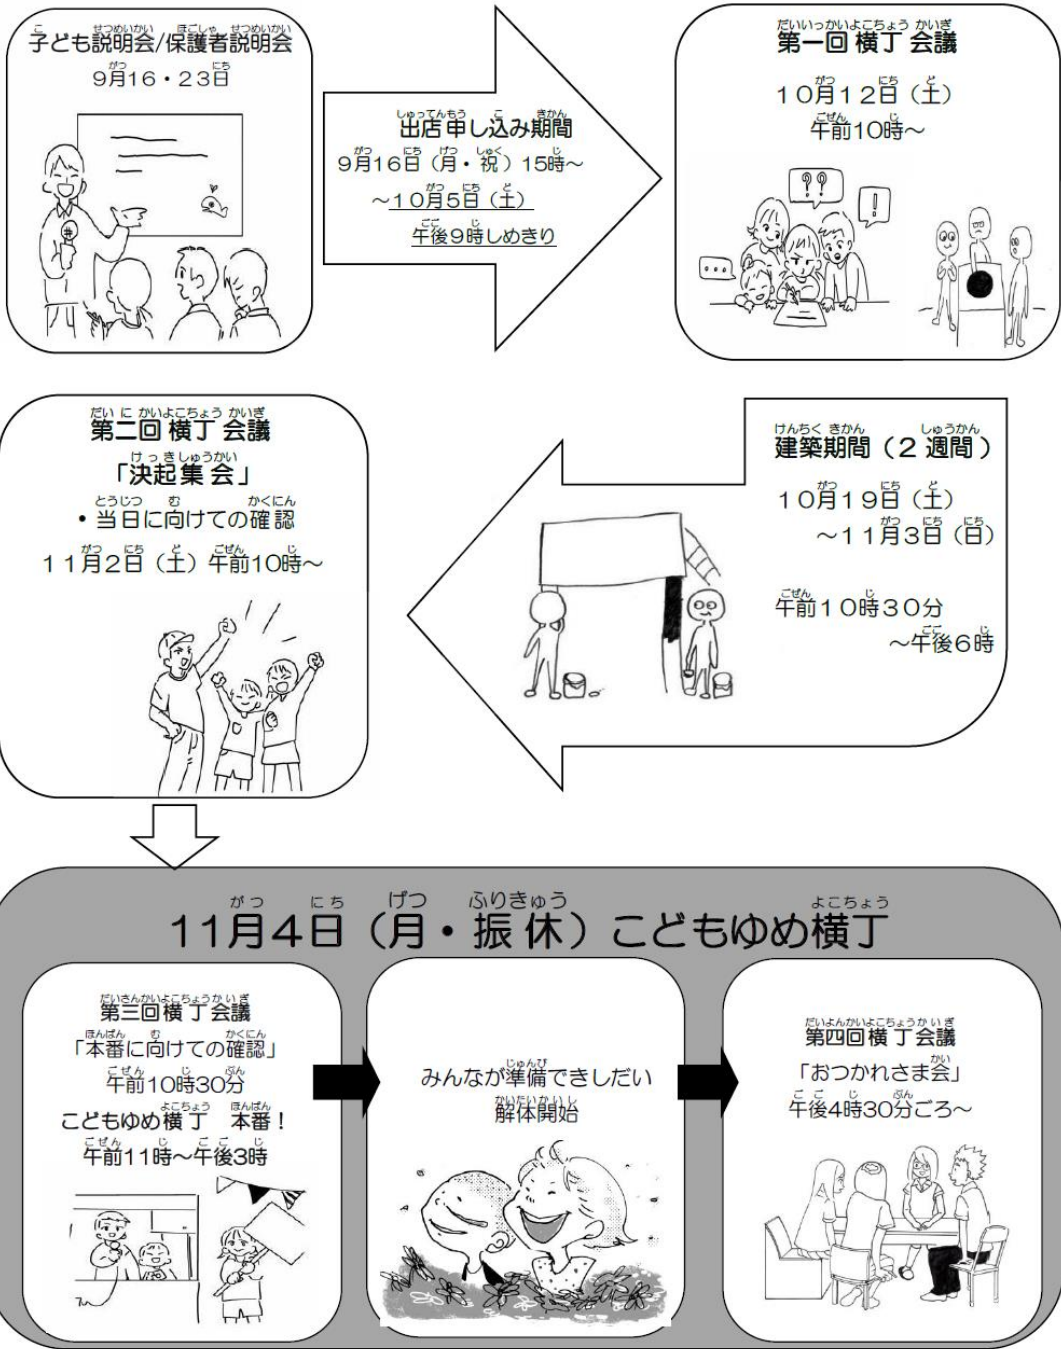 子ども説明会/保護者説明会
9月16・23日
出店申し込み期間
9月16日（月・祝）15時～
～10月5日（土）
午後9時しめきり
第一回横丁会議
10月12日（土）
午前10時～
??
!
...
建築期間（2週間）
10月19日（土）
～11月3日（日）
午前10時30分
～午後6時
第二回横丁会議
「決起集会」
・当日に向けての確認
11月2日（土）午前10時～
11月4日（月・振休）こどもゆめ横丁
第三回横丁会議
「本番に向けての確認」
午前10時30分
こどもゆめ横丁 本番！
午前11時～午後3時
みんなが準備できしだい
解体開始
第四回横丁会議
「おつかれさま会」
午後4時30分ごろ～